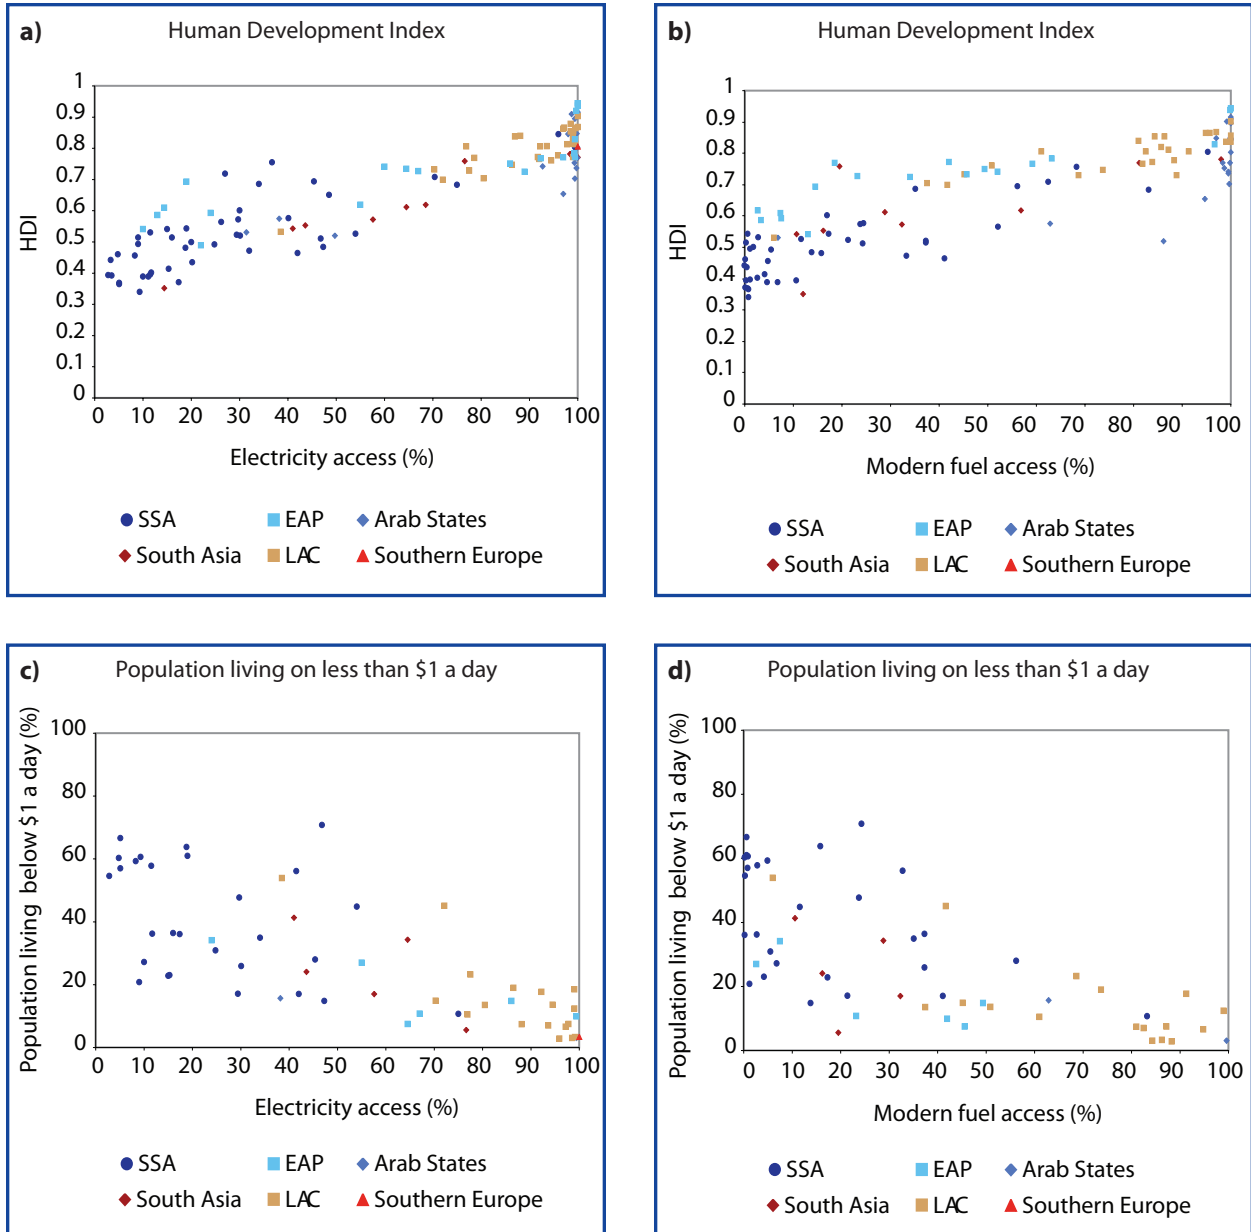 a) Human Development Index
1
0.9
0.8
0.7
0.6
0.5
0.4
0.3
0.2
0.1
0
HDI
0 10 20 30 40 50 60 70 80 90 100
Electricity access (%)
SSA EAP Arab States
South Asia LAC Southern Europe
b) Human Development Index
1
0.9
0.8
0.7
0.6
0.5
0.4
0.3
0.2
0.1
0
HDI
0 10 20 30 40 50 60 70 80 90 100
Modern fuel access (%)
SSA EAP Arab States
South Asia LAC Southern Europe
c) Population living on less than $1 a day
100
80
60
40
20
0
Population living below $1 a day (%)
0 10 20 30 40 50 60 70 80 90 100
Electricity access (%)
SSA EAP Arab States
South Asia LAC Southern Europe
d) Population living on less than $1 a day
100
80
60
40
20
0
Population living below $1 a day (%)
0 10 20 30 40 50 60 70 80 90 100
Modern fuel access (%)
SSA EAP Arab States
South Asia LAC Southern Europe